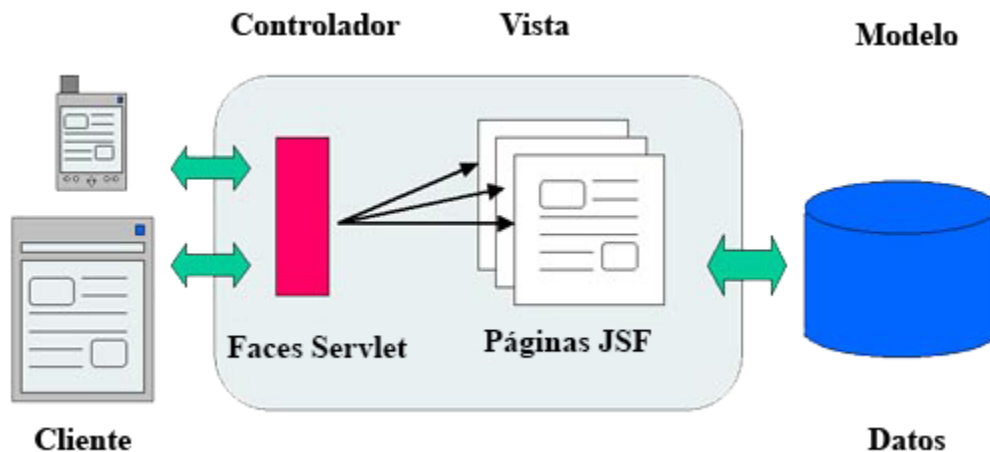 Controlador
Vista
Modelo
Faces Servlet
Páginas JSF
Cliente
Datos